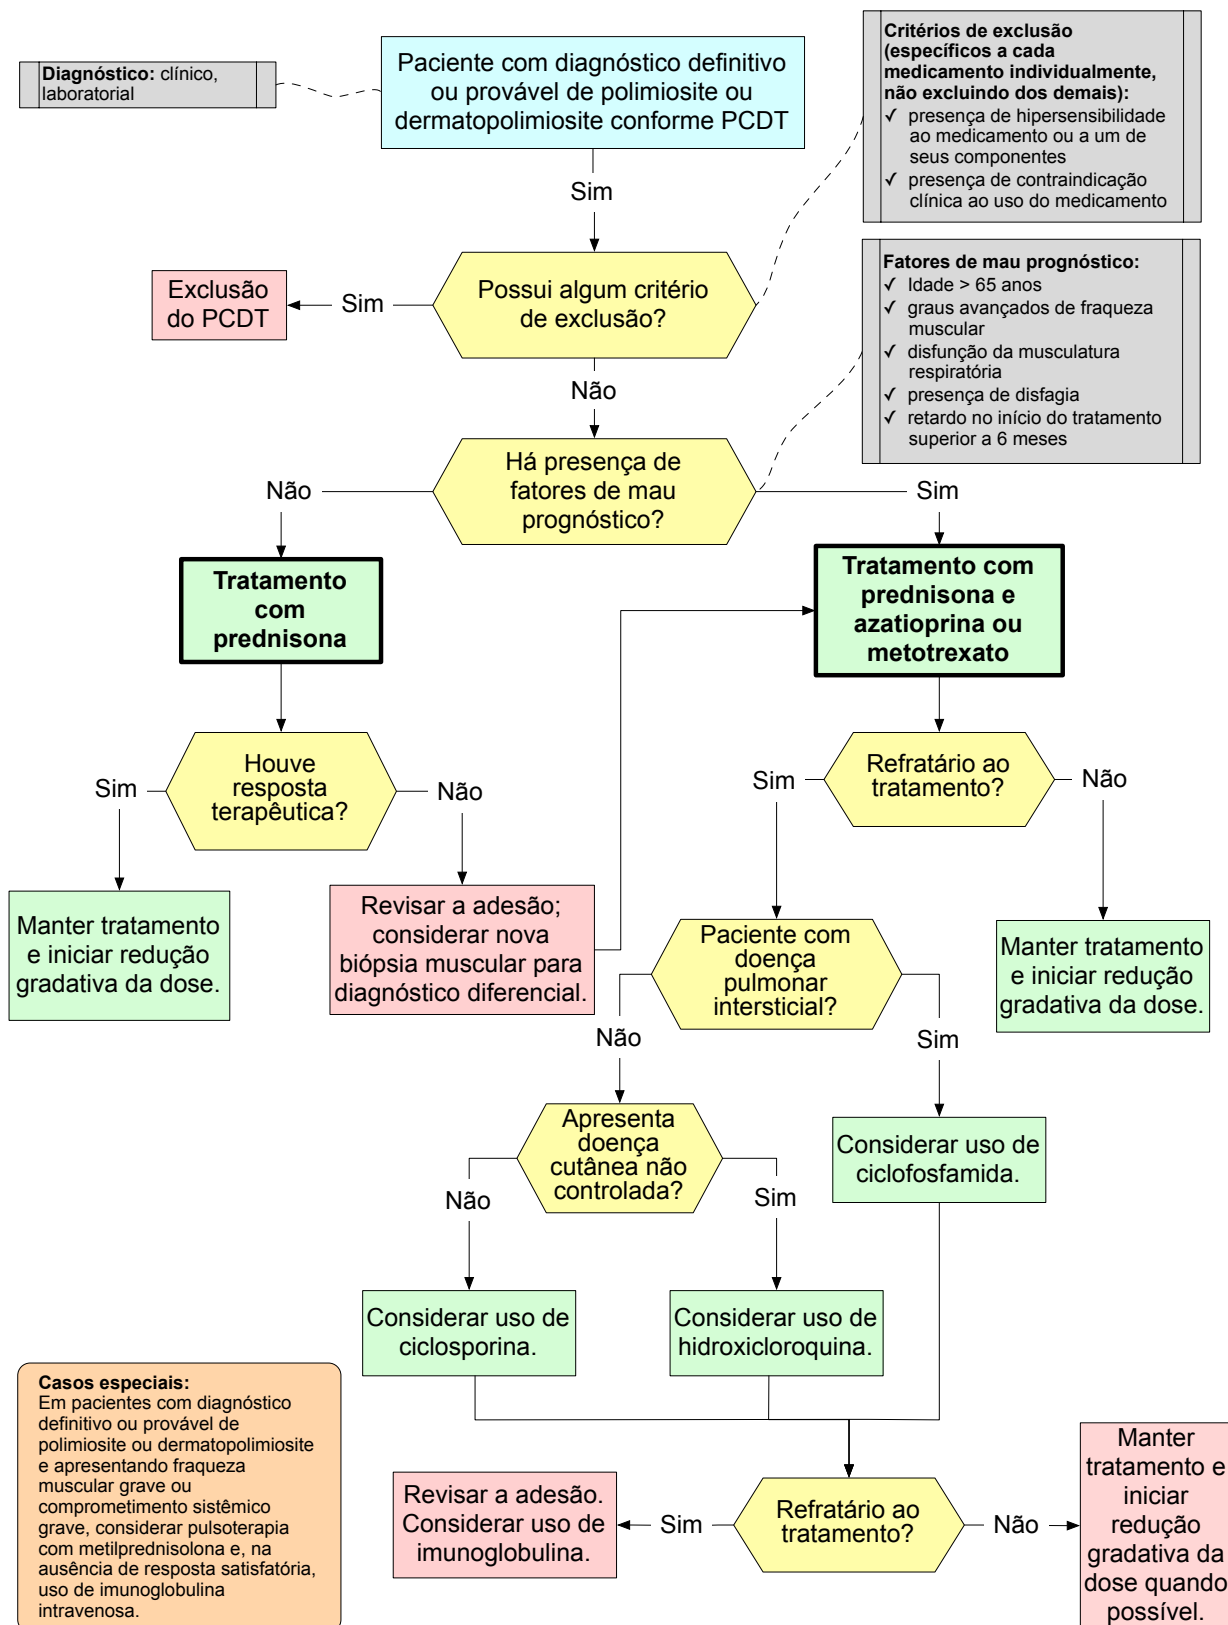 Diagnóstico: clínico,
laboratorial
Paciente com diagnóstico definitivo
ou provável de polimiosite ou
dermatopolimiosite conforme PCDT
Critérios de exclusão
(específicos a cada
medicamento individualmente,
não excluindo dos demais):
✓ presença de hipersensibilidade
ao medicamento ou a um de
seus componentes
✓ presença de contraindicação
clínica ao uso do medicamento
Sim
Fatores de mau prognóstico:
✓ Idade > 65 anos
✓ graus avançados de fraqueza
muscular
✓ disfunção da musculatura
respiratória
✓ presença de disfagia
✓ retardo no início do tratamento
superior a 6 meses
Possui algum critério
de exclusão?
Sim
Exclusão
do PCDT
Não
Há presença de
fatores de mau
prognóstico?
Não
Sim
Tratamento
com
prednisona
Tratamento com
prednisona e
azatioprina ou
metotrexato
Houve
resposta
terapêutica?
Sim
Não
Refratário ao
tratamento?
Sim
Não
Manter tratamento
e iniciar redução
gradativa da dose.
Revisar a adesão;
considerar nova
biópsia muscular para
diagnóstico diferencial.
Paciente com
doença
pulmonar
intersticial?
Manter tratamento
e iniciar redução
gradativa da dose.
Não
Sim
Apresenta
doença
cutânea não
controlada?
Considerar uso de
ciclofosfamida.
Não
Sim
Considerar uso de
ciclosporina.
Considerar uso de
hidroxicloroquina.
Casos especiais:
Em pacientes com diagnóstico
definitivo ou provável de
polimiosite ou dermatopolimiosite
e apresentando fraqueza
muscular grave ou
comprometimento sistêmico
grave, considerar pulsoterapia
com metilprednisolona e, na
ausência de resposta satisfatória,
uso de imunoglobulina
intravenosa.
Revisar a adesão.
Considerar uso de
imunoglobulina.
Sim
Refratário ao
tratamento?
Não
Manter
tratamento e
iniciar
redução
gradativa da
dose quando
possível.